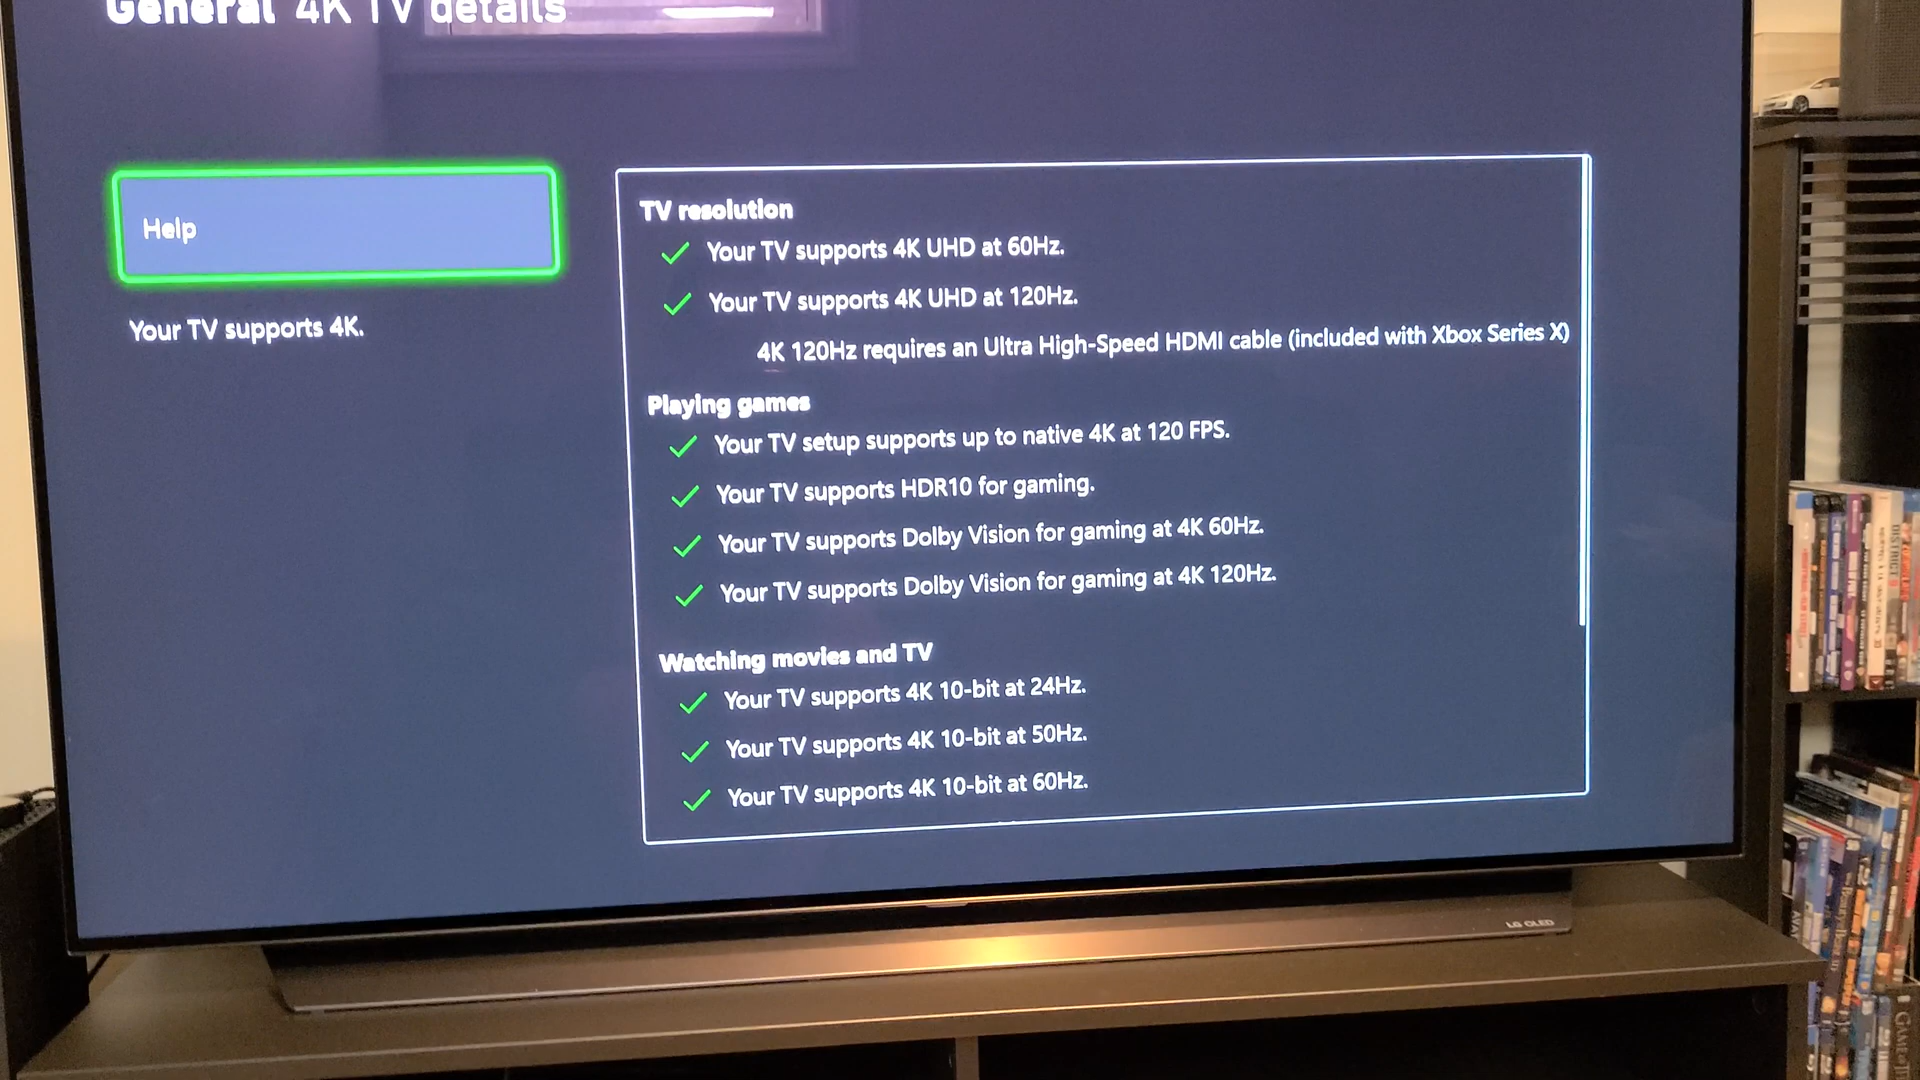 General 4K TV details
Help
Your TV supports 4K.
TV resolution
Your TV supports 4K UHD at 60Hz.
Your TV supports 4K UHD at 120Hz.
4K 120Hz requires an Ultra High-Speed HDMI cable (included with Xbox Series X)
Playing games
Your TV setup supports up to native 4K at 120 FPS.
Your TV supports HDR10 for gaming.
Your TV supports Dolby Vision for gaming at 4K 60Hz.
Your TV supports Dolby Vision for gaming at 4K 120Hz.
Watching movies and TV
Your TV supports 4K 10-bit at 24Hz.
Your TV supports 4K 10-bit at 50Hz.
Your TV supports 4K 10-bit at 60Hz.
LG OLED
DISTRICT 9